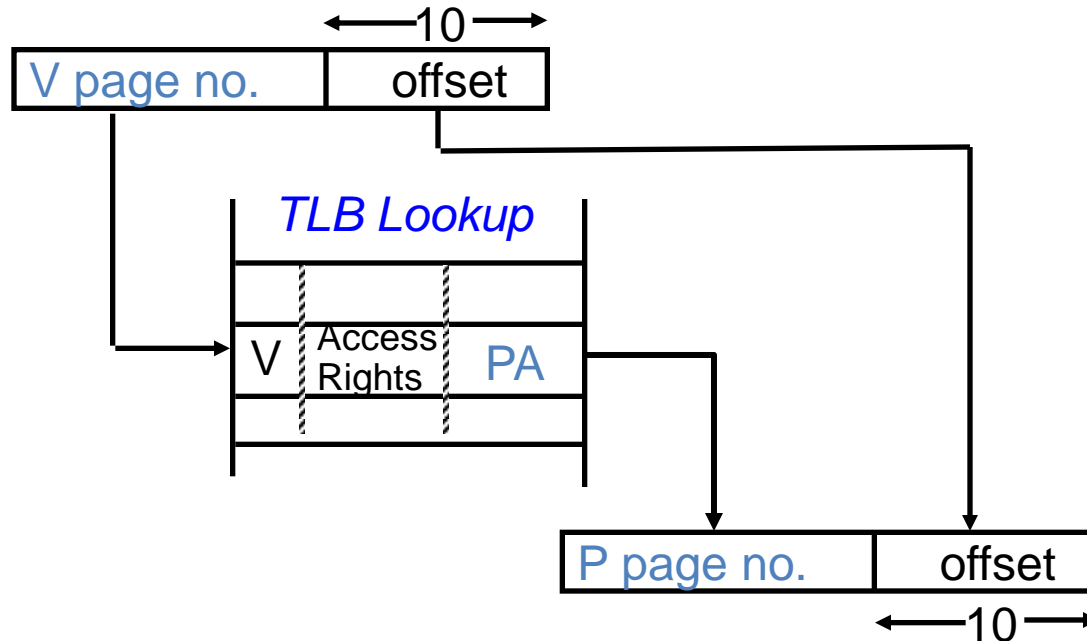 10
V page no. offset
TLB Lookup
V Access Rights PA
P page no. offset
10